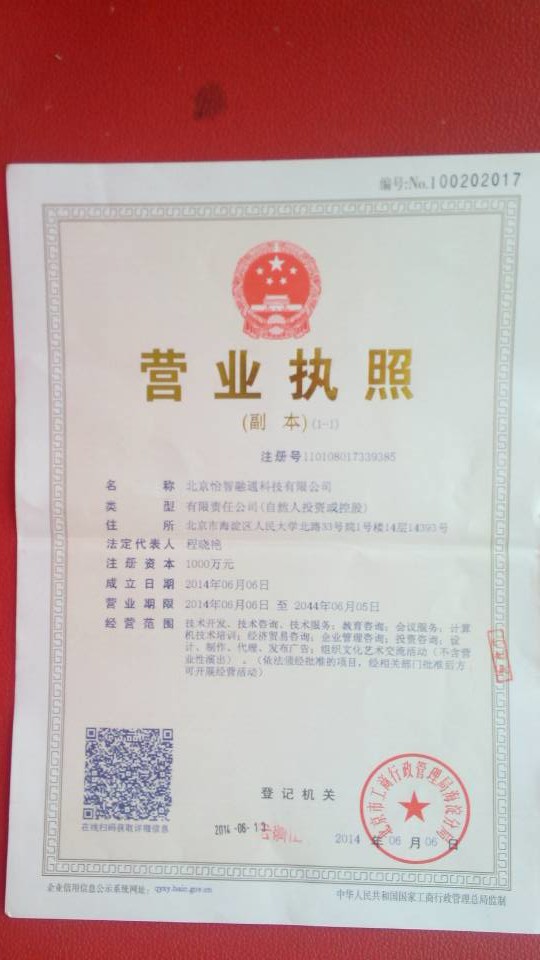 编号:No.100202017
营业执照
(副 本)(1-1)
注册号110108017339385
名 称 北京怡智融通科技有限公司
类 型 有限责任公司(自然人投资或控股)
住 所 北京市海淀区人民大学北路33号院1号楼14层14393号
法定代表人 程晓艳
注册资本 1000万元
成立日期 2014年06月06日
营业期限 2014年06月06日 至 2044年06月05日
经营范围 技术开发、技术咨询、技术服务；教育咨询；会议服务；计算
机技术培训；经济贸易咨询；企业管理咨询；投资咨询；设
计、制作、代理、发布广告；组织文化艺术交流活动（不含营
业性演出）。（依法须经批准的项目，经相关部门批准后方
可开展经营活动）
在线扫码获取详细信息
登记机关
北京市工商行政管理局海淀分局
2014-06-13
2014 年 06 月 06 日
企业信用信息公示系统网址：qyxy.baic.gov.cn
中华人民共和国国家工商行政管理总局监制